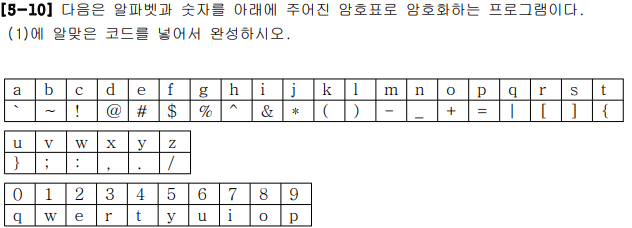 [5-10] 다음은 알파벳과 숫자를 아래에 주어진 암호표로 암호화하는 프로그램이다.
(1)에 알맞은 코드를 넣어서 완성하시오.
a b c d e f g h i j k l m n o p q r s t
` ~ ! @ # $ % ^ & * ( ) - _ + = | [ ] {
u v w x y z
} ; : , . /
0 1 2 3 4 5 6 7 8 9
q w e r t y u i o p